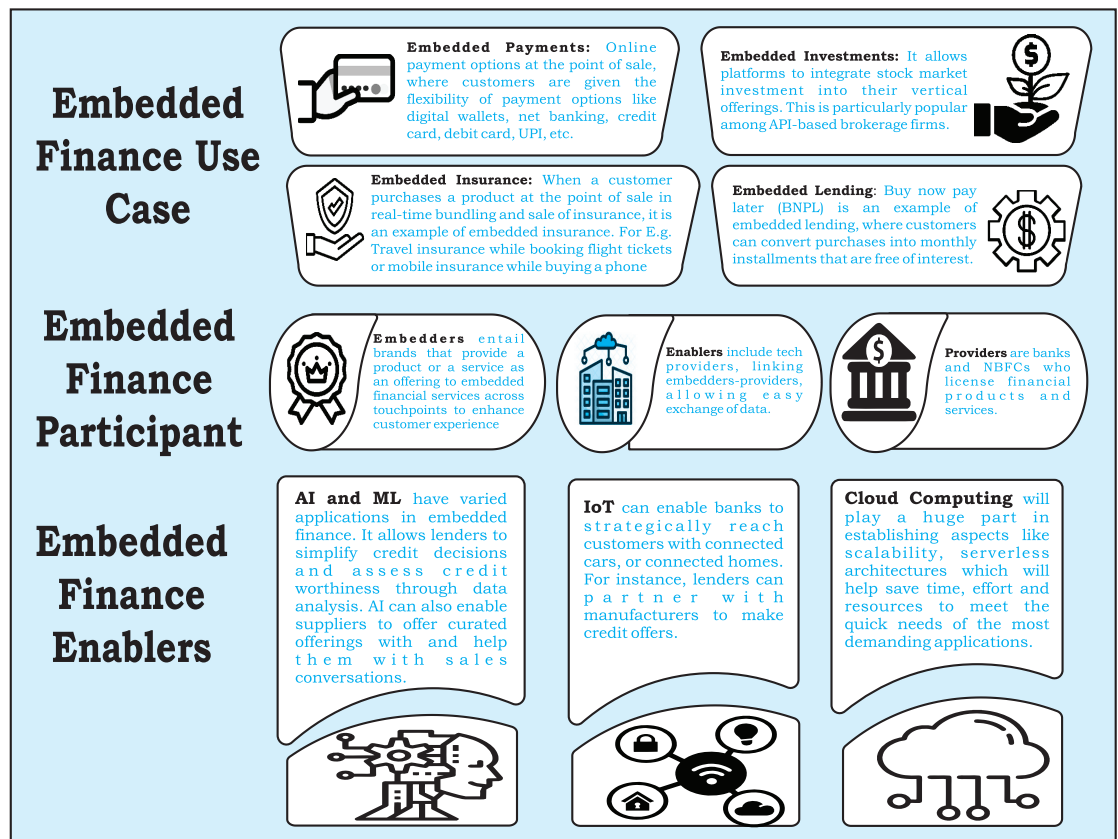 Embedded
Finance Use
Case
Embedded Payments: Online
payment options at the point of sale,
where customers are given the
flexibility of payment options like
digital wallets, net banking, credit
card, debit card, UPI, etc.
Embedded Investments: It allows
platforms to integrate stock market
investment into their vertical
offerings. This is particularly popular
among API-based brokerage firms.
Embedded Insurance: When a customer
purchases a product at the point of sale in
real-time bundling and sale of insurance, it is
an example of embedded insurance. For E.g.
Travel insurance while booking flight tickets
or mobile insurance while buying a phone
Embedded Lending: Buy now pay
later (BNPL) is an example of
embedded lending, where customers
can convert purchases into monthly
installments that are free of interest.
Embedded
Finance
Participant
Embedders entail
brands that provide a
product or a service as
an offering to embedded
financial services across
touchpoints to enhance
customer experience
Enablers include tech
providers, linking
embedders-providers,
allowing easy
exchange of data.
Providers are banks
and NBFCs who
license financial
products and
services.
Embedded
Finance
Enablers
AI and ML have varied
applications in embedded
finance. It allows lenders to
simplify credit decisions
and assess credit
worthiness through data
analysis. AI can also enable
suppliers to offer curated
offerings with and help
them with sales
conversations.
IoT can enable banks to
strategically reach
customers with connected
cars, or connected homes.
For instance, lenders can
partner with
manufacturers to make
credit offers.
Cloud Computing will
play a huge part in
establishing aspects like
scalability, serverless
architectures which will
help save time, effort and
resources to meet the
quick needs of the most
demanding applications.